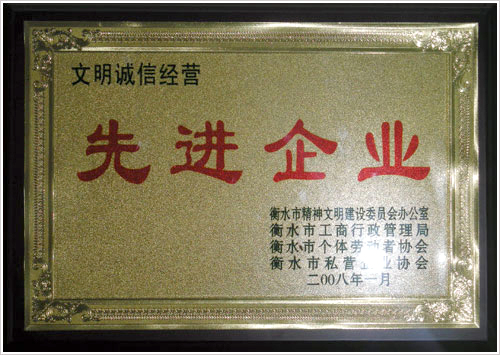 文明诚信经营
先进企业
衡水市精神文明建设委员会办公室
衡水市工商行政管理局
衡水市个体劳动者协会
衡水市私营企业协会
二00八年一月